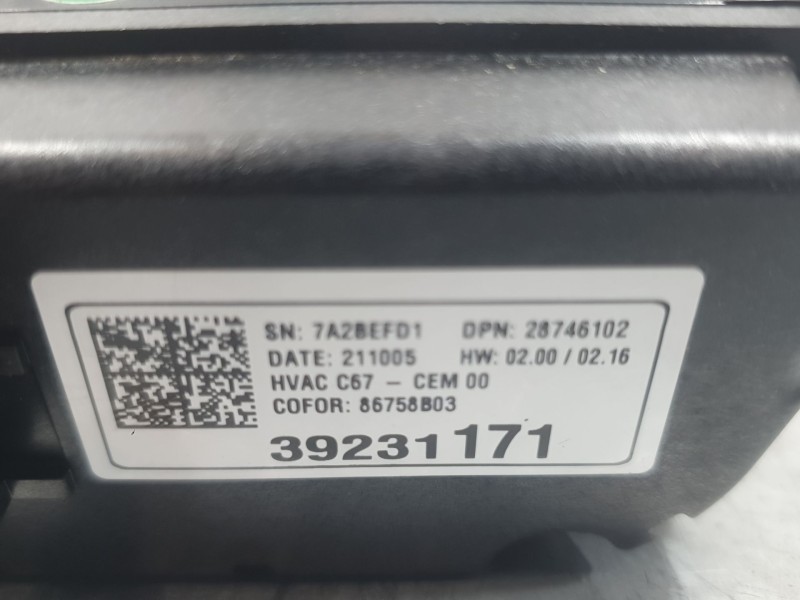 SN: 7A2BEFD1 DPN: 28746102
DATE: 211005 HW: 02.00 / 02.16
HVAC C67 - CEM 00
COFOR: 86758B03
39231171